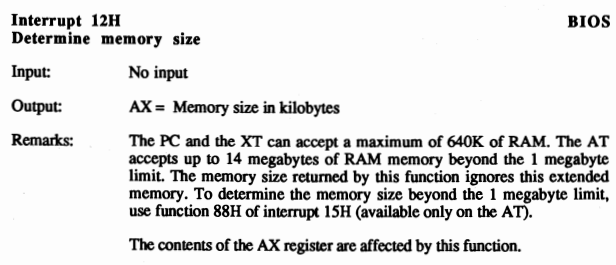 Interrupt 12H BIOS
Determine memory size
Input: No input
Output: AX = Memory size in kilobytes
Remarks: The PC and the XT can accept a maximum of 640K of RAM. The AT
accepts up to 14 megabytes of RAM memory beyond the 1 megabyte
limit. The memory size returned by this function ignores this extended
memory. To determine the memory size beyond the 1 megabyte limit,
use function 88H of interrupt 15H (available only on the AT).
The contents of the AX register are affected by this function.